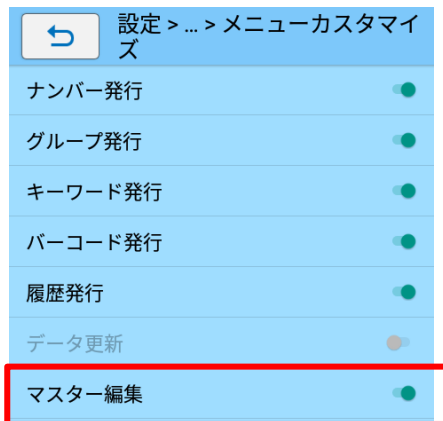 設定 > ... > メニューカスタマイ
ズ
ナンバー発行
グループ発行
キーワード発行
バーコード発行
履歴発行
データ更新
マスター編集